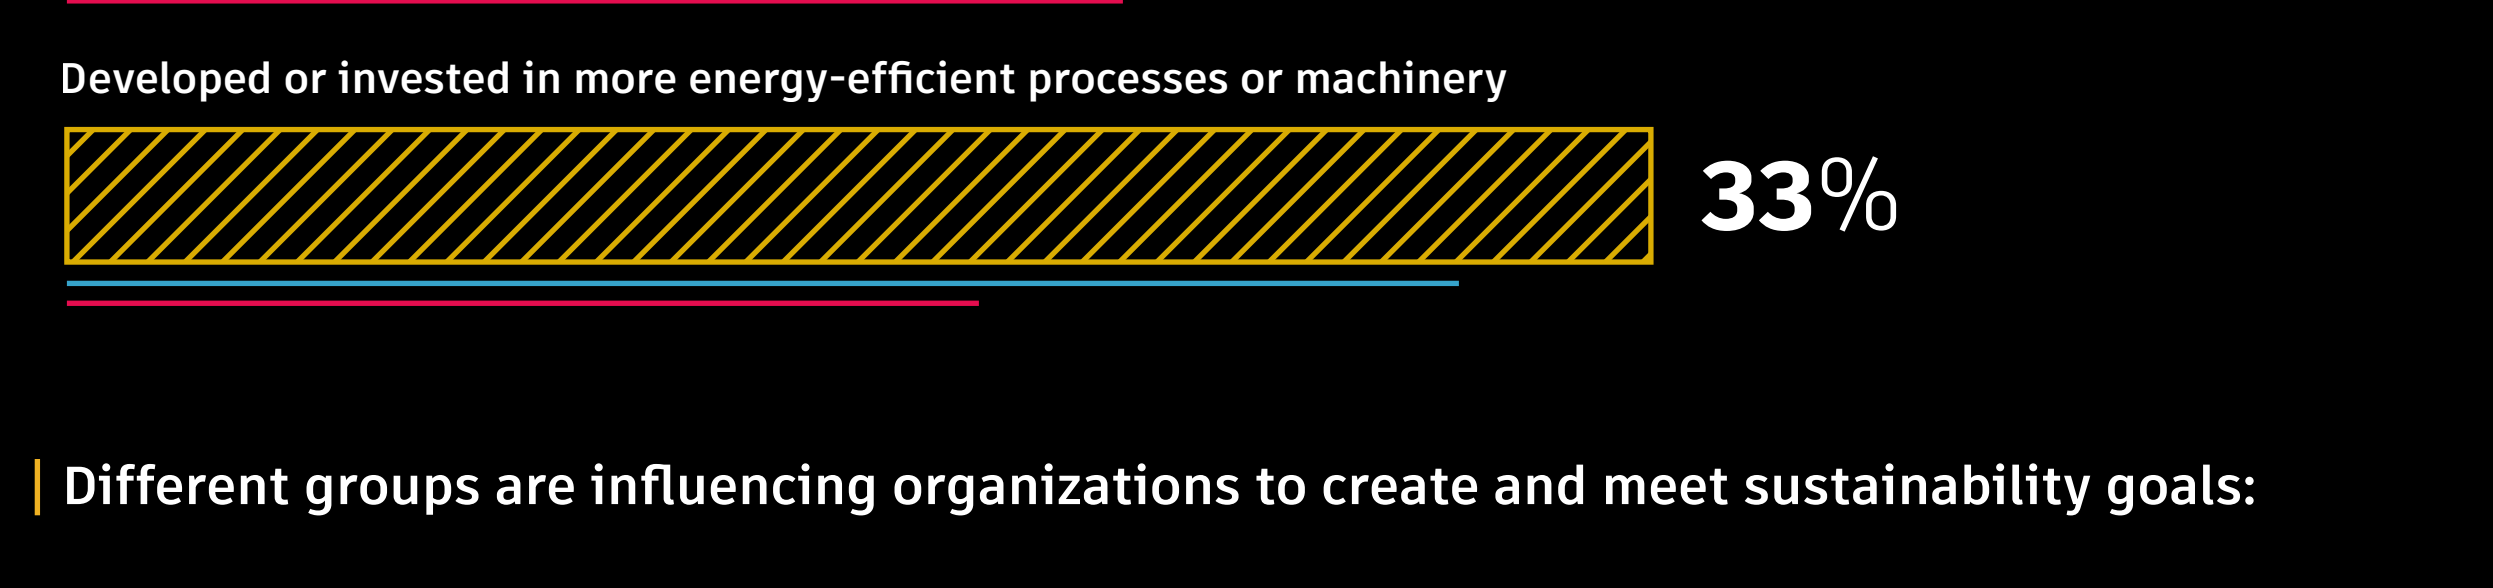 Developed or invested in more energy-efficient processes or machinery
33%
Different groups are influencing organizations to create and meet sustainability goals: